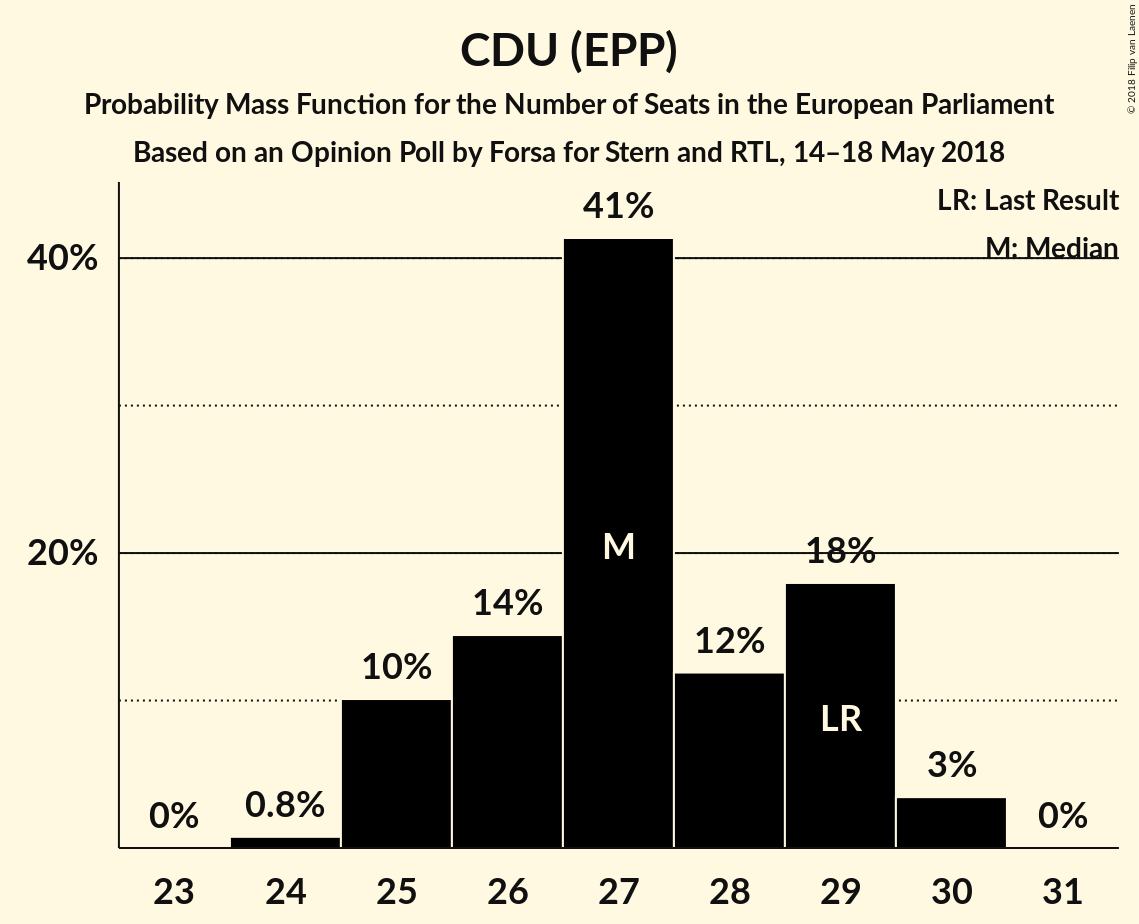 CDU (EPP)
Probability Mass Function for the Number of Seats in the European Parliament
Based on an Opinion Poll by Forsa for Stern and RTL, 14–18 May 2018
© 2018 Filip van Laenen
LR: Last Result
M: Median
40%
20%
0%
0.8%
10%
14%
41%
12%
18%
3%
0%
M
LR
23 24 25 26 27 28 29 30 31